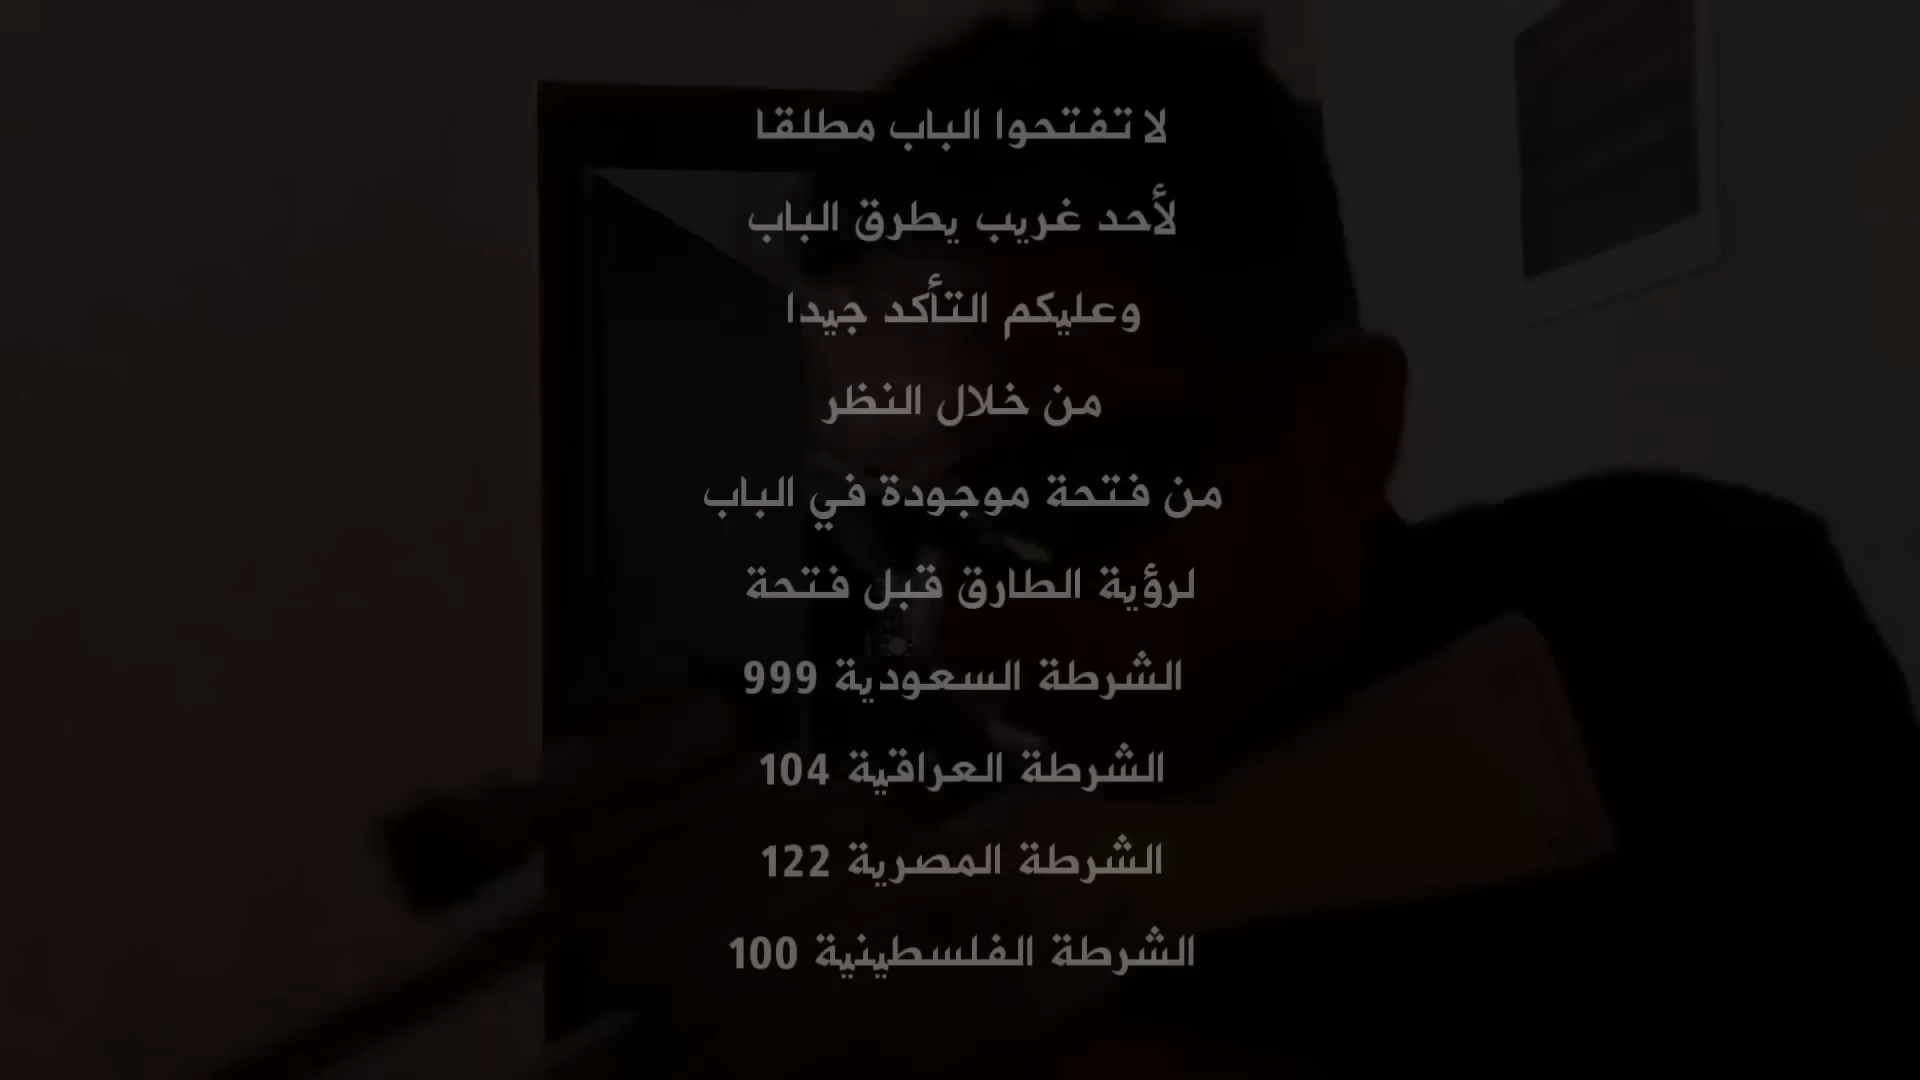 لا تفتحوا الباب مطلقا
لأحد غريب يطرق الباب
وعليكم التأكد جيدا
من خلال النظر
من فتحة موجودة في الباب
لرؤية الطارق قبل فتحة
الشرطة السعودية 999
الشرطة العراقية 104
الشرطة المصرية 122
الشرطة الفلسطينية 100